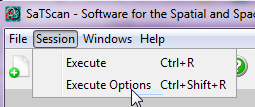 SaTScan - Software for the Spatial and Spac
File Session Windows Help
Execute Ctrl+R
Execute Options Ctrl+Shift+R